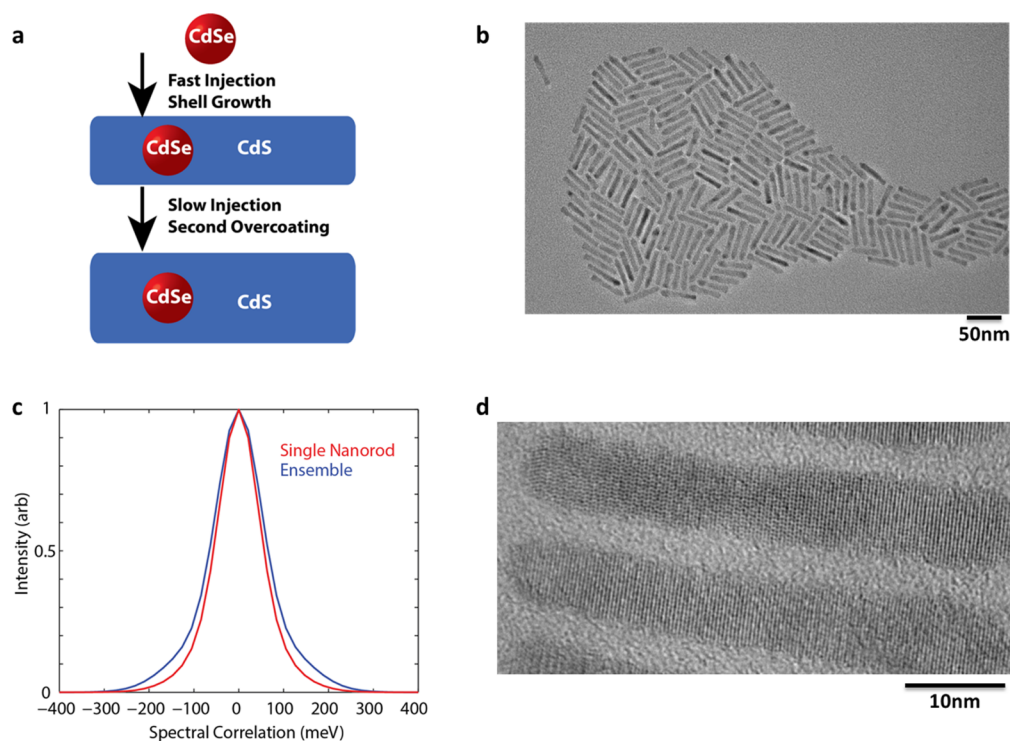 a
CdSe
Fast Injection
Shell Growth
CdSe
CdS
Slow Injection
Second Overcoating
CdSe
CdS
b
50nm
c
1
0.5
0
Intensity (arb)
Single Nanorod
Ensemble
−400 −300 −200 −100 0 100 200 300 400
Spectral Correlation (meV)
d
10nm